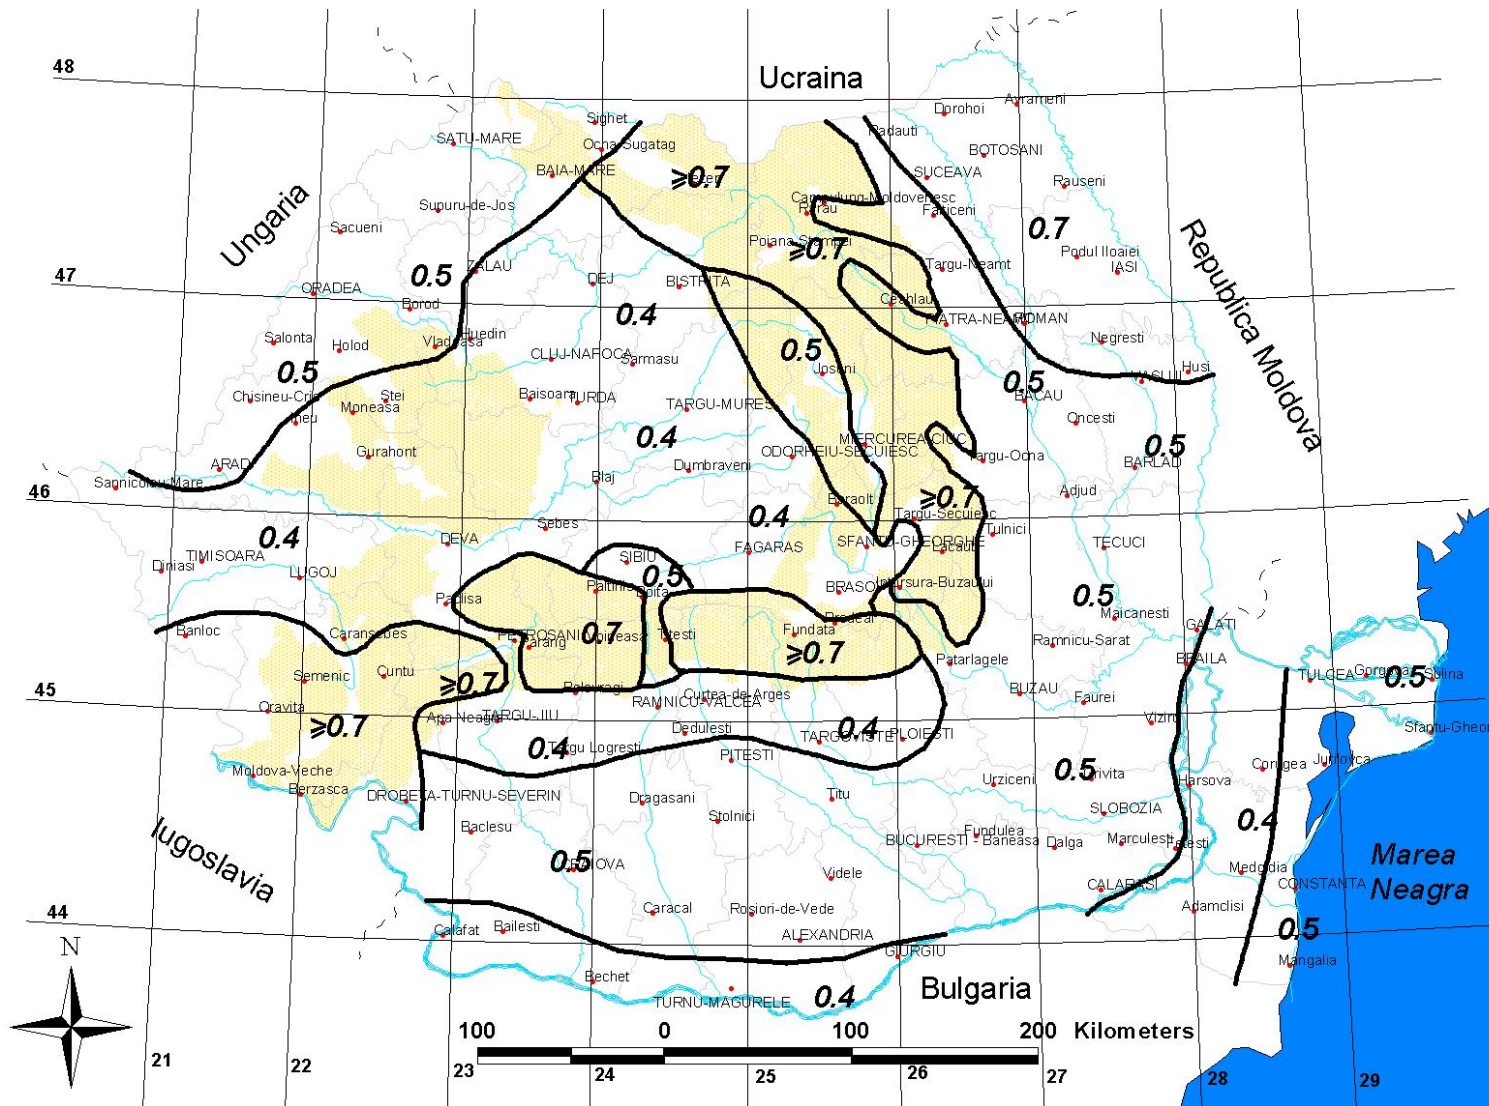 48
Ucraina
Avrameni
Dorohoi
Sighet
Radauti
SATU-MARE
Ocna Sugatag
BOTOSANI
BAIA-MARE
SUCEAVA
≥0.7
Rauseni
Campulung-Moldovenesc
Supuru-de-Jos
Rarau
Falticeni
Ungaria
Sacueni
0.7
Republica Moldova
Poiana Stampei
≥0.7
Podul Iloaiei
47
ZALAU
0.5
Targu-Neamt
IASI
DEJ
BISTRITA
ORADEA
Borod
Ceahlau
0.4
PIATRA-NEAMT
ROMAN
Salonta
Holod
Vladeasa
Huedin
Negresti
CLUJ-NAPOCA
Sarmasu
0.5
Joseni
0.5
Husi
VASLUI
0.5
Chisineu-Cris
Stei
Baisoara
TURDA
BACAU
Moneasa
TARGU-MURES
Ineu
Oncesti
0.4
MIERCUREA-CIUC
0.5
Gurahont
ODORHEIU-SECUIESC
Targu-Ocna
ARAD
Dumbraveni
BARLAD
Sannicolau Mare
Blaj
46
Baraolt
≥0.7
Adjud
0.4
Targu-Secuiesc
Sebes
Tulnici
0.4
DEVA
SFANTU-GHEORGHE
TECUCI
TIMISOARA
FAGARAS
Lacaut
Diniasi
LUGOJ
SIBIU
0.5
Paltinis
Boita
BRASOV
Intorsura-Buzaului
0.5
Paclisa
Maicanesti
Predeal
GALATI
Banloc
Caransebes
PETROSANI
Parang
Voineasa
0.7
Titesti
Fundata
Ramnicu-Sarat
≥0.7
Patarlagele
BRAILA
45
Semenic
Cuntu
≥0.7
Polovragi
TULCEA
Gorgova
0.5
Sulina
BUZAU
Curtea-de-Arges
RAMNICU-VALCEA
Faurei
Oravita
Apa Neagra
TARGU-JIU
≥0.7
Dedulesti
0.4
Viziru
TARGOVISTE
PLOIESTI
0.4
Targu Logresti
PITESTI
Moldova-Veche
0.5
Grivita
Corugea
Jurilovca
Berzasca
DROBETA-TURNU-SEVERIN
Urziceni
Harsova
Dragasani
Titu
SLOBOZIA
Stolnici
0.4
Baclesu
Iugoslavia
Fundulea
BUCURESTI - Baneasa
Dalga
Marculesti
Fetesti
Marea
Neagra
0.5
CRAIOVA
Videle
Medgidia
CALARASI
CONSTANTA
44
Caracal
Rosiori-de-Vede
Adamclisi
Calafat
Bailesti
ALEXANDRIA
0.5
N
GIURGIU
Mangalia
Bechet
Bulgaria
TURNU-MAGURELE
0.4
100 0 100 200 Kilometers
21 22 23 24 25 26 27 28 29